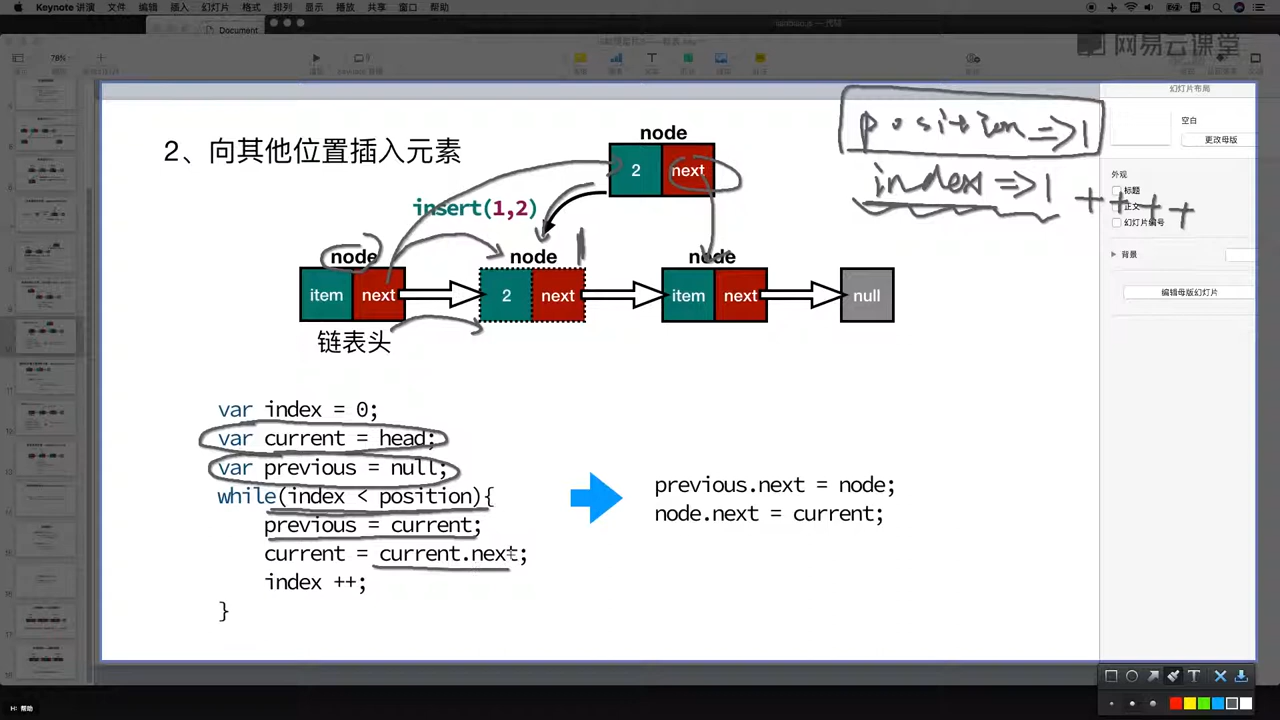 Keynote 讲演 文件 编辑 插入 幻灯片 格式 排列 显示 播放 共享 窗口 帮助
Document
78%
网易云课堂
幻灯片布局
空白
更改母版
外观
标题
正文
幻灯片编号
背景
编辑母版幻灯片
position => 1
index => 1 ++ ++
2、向其他位置插入元素
node
2 next
insert(1,2)
node node node
item next 2 next item next null
链表头
var index = 0;
var current = head;
var previous = null;
while(index < position){
previous = current;
current = current.next;
index ++;
}
previous.next = node;
node.next = current;
T
H: 帮助